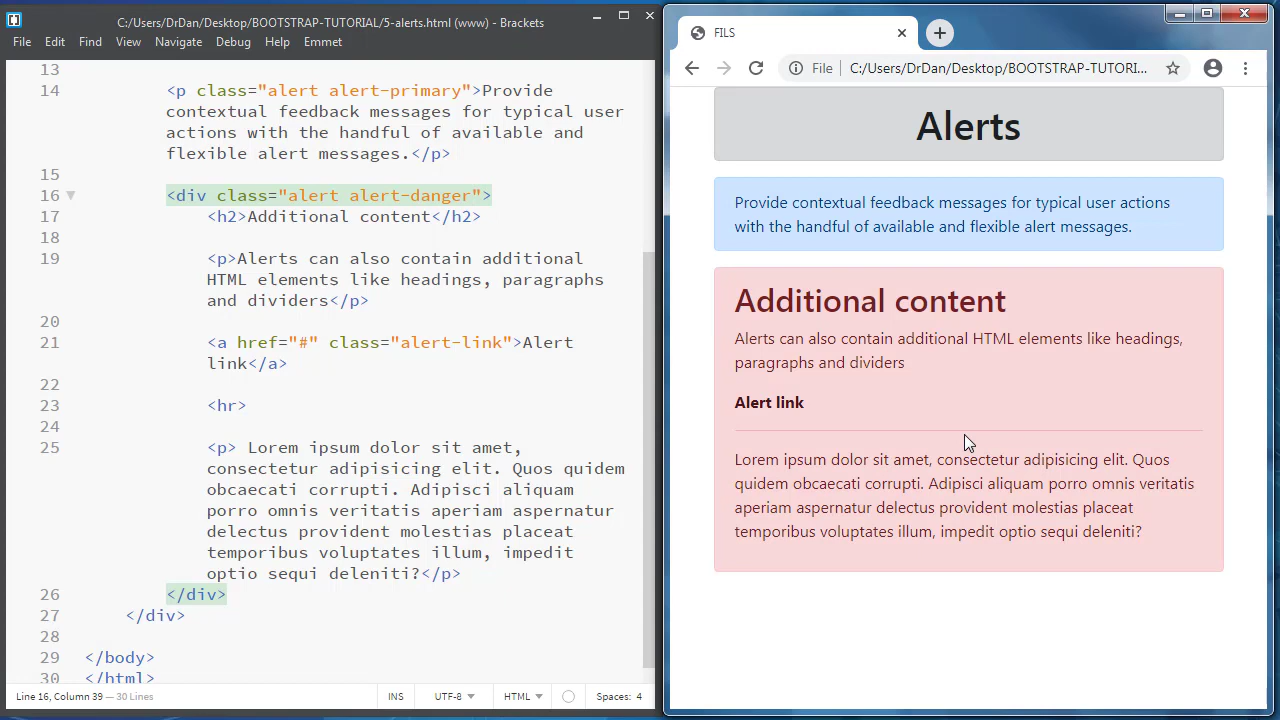 C:/Users/DrDan/Desktop/BOOTSTRAP-TUTORIAL/5-alerts.html (www) - Brackets
File Edit Find View Navigate Debug Help Emmet
13
14 <p class="alert alert-primary">Provide
contextual feedback messages for typical user
actions with the handful of available and
flexible alert messages.</p>
15
16 <div class="alert alert-danger">
17 <h2>Additional content</h2>
18
19 <p>Alerts can also contain additional
HTML elements like headings, paragraphs
and dividers</p>
20
21 <a href="#" class="alert-link">Alert
link</a>
22
23 <hr>
24
25 <p> Lorem ipsum dolor sit amet,
consectetur adipisicing elit. Quos quidem
obcaecati corrupti. Adipisci aliquam
porro omnis veritatis aperiam aspernatur
delectus provident molestias placeat
temporibus voluptates illum, impedit
optio sequi deleniti?</p>
26 </div>
27 </div>
28
29 </body>
30 </html>
Line 16, Column 39 — 30 Lines
INS UTF-8 HTML Spaces: 4
FILS
File C:/Users/DrDan/Desktop/BOOTSTRAP-TUTORI...
Alerts
Provide contextual feedback messages for typical user actions
with the handful of available and flexible alert messages.
Additional content
Alerts can also contain additional HTML elements like headings,
paragraphs and dividers
Alert link
Lorem ipsum dolor sit amet, consectetur adipisicing elit. Quos
quidem obcaecati corrupti. Adipisci aliquam porro omnis veritatis
aperiam aspernatur delectus provident molestias placeat
temporibus voluptates illum, impedit optio sequi deleniti?